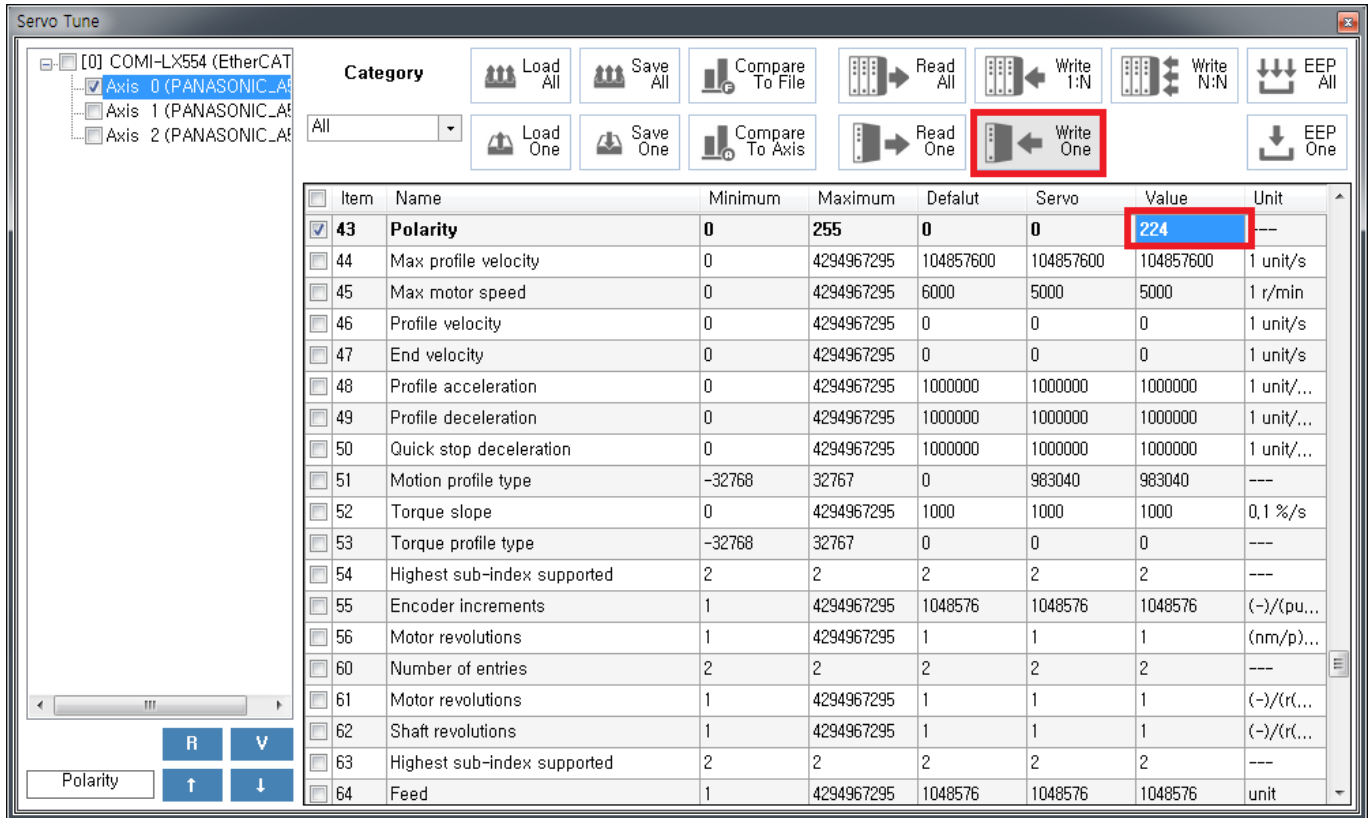 Servo Tune
[0] COMI-LX554 (EtherCAT
Axis 0 (PANASONIC_A5
Axis 1 (PANASONIC_A5
Axis 2 (PANASONIC_A5
Category
All
Load All
Save All
Compare To File
Read All
Write 1:N
Write N:N
EEP All
Load One
Save One
Compare To Axis
Read One
Write One
EEP One
Item Name Minimum Maximum Defalut Servo Value Unit
43 Polarity 0 255 0 0 224 ---
44 Max profile velocity 0 4294967295 104857600 104857600 104857600 1 unit/s
45 Max motor speed 0 4294967295 6000 5000 5000 1 r/min
46 Profile velocity 0 4294967295 0 0 0 1 unit/s
47 End velocity 0 4294967295 0 0 0 1 unit/s
48 Profile acceleration 0 4294967295 1000000 1000000 1000000 1 unit/...
49 Profile deceleration 0 4294967295 1000000 1000000 1000000 1 unit/...
50 Quick stop deceleration 0 4294967295 1000000 1000000 1000000 1 unit/...
51 Motion profile type -32768 32767 0 983040 983040 ---
52 Torque slope 0 4294967295 1000 1000 1000 0.1 %/s
53 Torque profile type -32768 32767 0 0 0 ---
54 Highest sub-index supported 2 2 2 2 2 ---
55 Encoder increments 1 4294967295 1048576 1048576 1048576 (-)/(pu...
56 Motor revolutions 1 4294967295 1 1 1 (nm/p)...
60 Number of entries 2 2 2 2 2 ---
61 Motor revolutions 1 4294967295 1 1 1 (-)/(r(...
62 Shaft revolutions 1 4294967295 1 1 1 (-)/(r(...
63 Highest sub-index supported 2 2 2 2 2 ---
64 Feed 1 4294967295 1048576 1048576 1048576 unit
R V
Polarity ↑ ↓